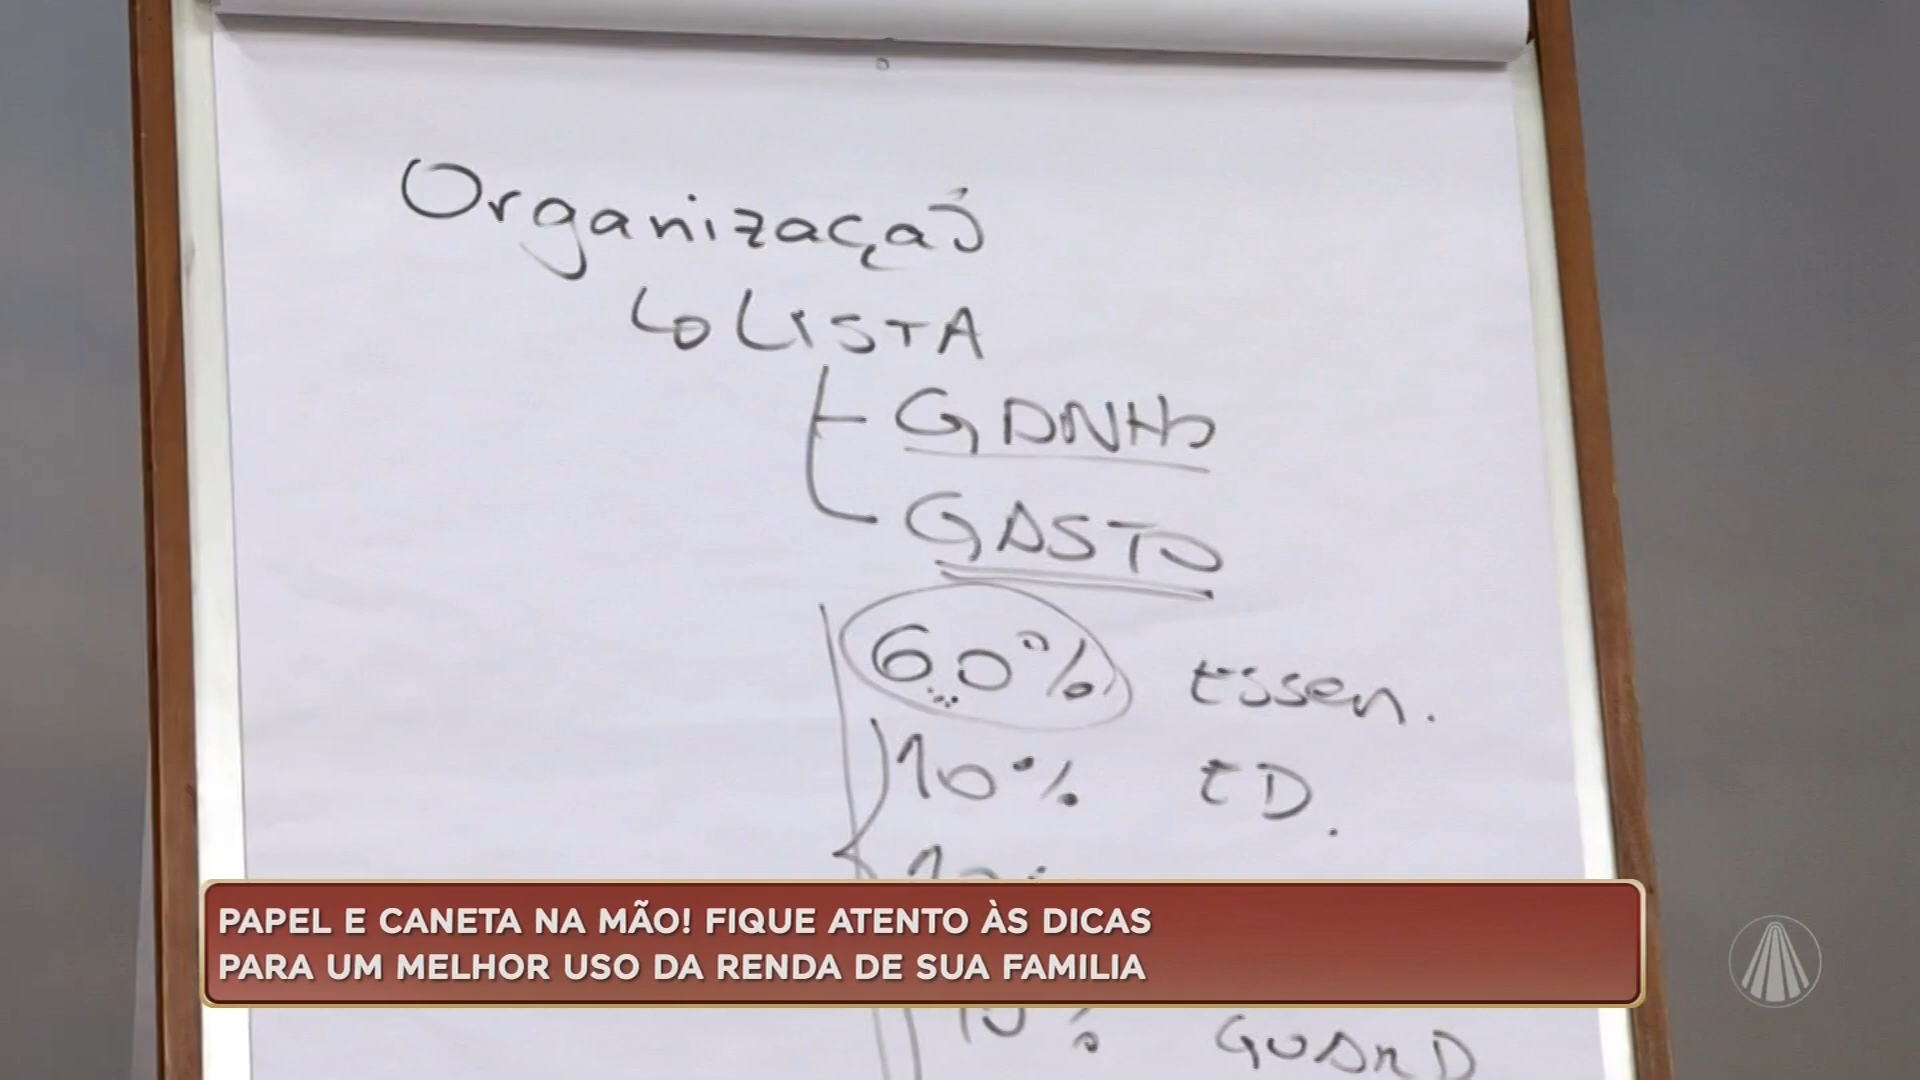 Organização
LISTA
GANHO
GASTO
60% Essen.
10% ED.
PAPEL E CANETA NA MÃO! FIQUE ATENTO ÀS DICAS
PARA UM MELHOR USO DA RENDA DE SUA FAMILIA
10% GUARD